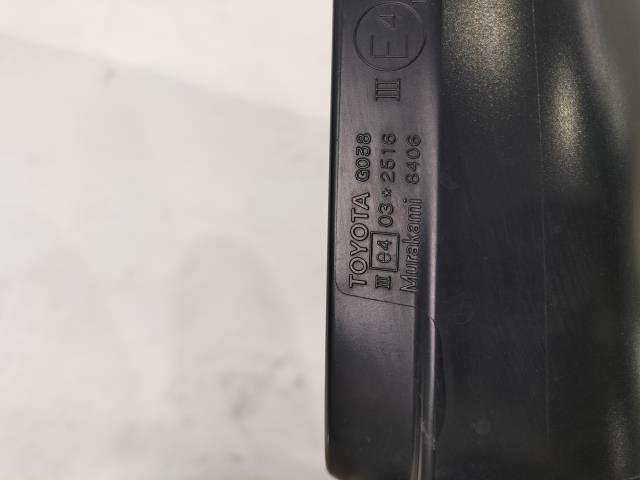 III E4
TOYOTA G038
III e4 03*2516
Murakami 8406